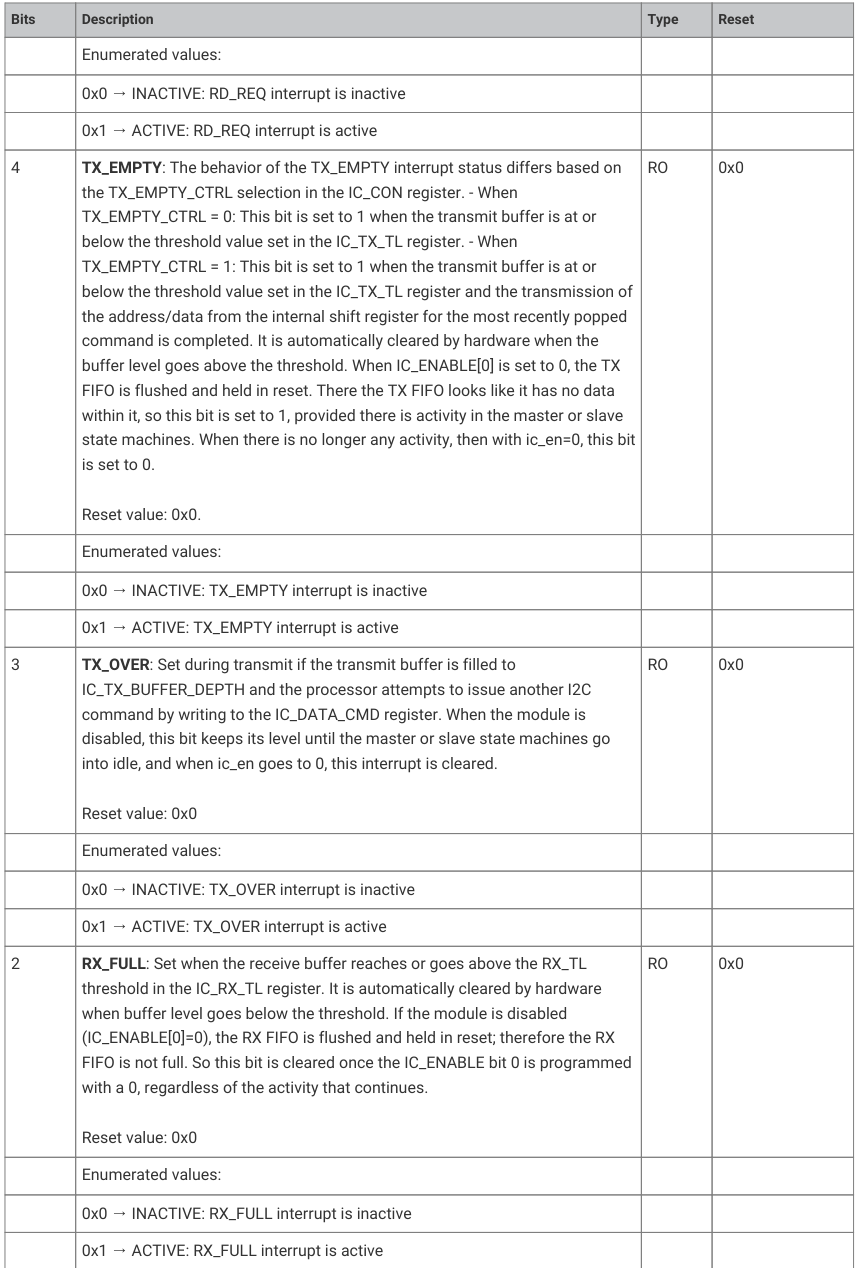 Bits Description Type Reset
Enumerated values:
0x0 → INACTIVE: RD_REQ interrupt is inactive
0x1 → ACTIVE: RD_REQ interrupt is active
4 TX_EMPTY: The behavior of the TX_EMPTY interrupt status differs based on RO 0x0
the TX_EMPTY_CTRL selection in the IC_CON register. - When
TX_EMPTY_CTRL = 0: This bit is set to 1 when the transmit buffer is at or
below the threshold value set in the IC_TX_TL register. - When
TX_EMPTY_CTRL = 1: This bit is set to 1 when the transmit buffer is at or
below the threshold value set in the IC_TX_TL register and the transmission of
the address/data from the internal shift register for the most recently popped
command is completed. It is automatically cleared by hardware when the
buffer level goes above the threshold. When IC_ENABLE[0] is set to 0, the TX
FIFO is flushed and held in reset. There the TX FIFO looks like it has no data
within it, so this bit is set to 1, provided there is activity in the master or slave
state machines. When there is no longer any activity, then with ic_en=0, this bit
is set to 0.
Reset value: 0x0.
Enumerated values:
0x0 → INACTIVE: TX_EMPTY interrupt is inactive
0x1 → ACTIVE: TX_EMPTY interrupt is active
3 TX_OVER: Set during transmit if the transmit buffer is filled to RO 0x0
IC_TX_BUFFER_DEPTH and the processor attempts to issue another I2C
command by writing to the IC_DATA_CMD register. When the module is
disabled, this bit keeps its level until the master or slave state machines go
into idle, and when ic_en goes to 0, this interrupt is cleared.
Reset value: 0x0
Enumerated values:
0x0 → INACTIVE: TX_OVER interrupt is inactive
0x1 → ACTIVE: TX_OVER interrupt is active
2 RX_FULL: Set when the receive buffer reaches or goes above the RX_TL RO 0x0
threshold in the IC_RX_TL register. It is automatically cleared by hardware
when buffer level goes below the threshold. If the module is disabled
(IC_ENABLE[0]=0), the RX FIFO is flushed and held in reset; therefore the RX
FIFO is not full. So this bit is cleared once the IC_ENABLE bit 0 is programmed
with a 0, regardless of the activity that continues.
Reset value: 0x0
Enumerated values:
0x0 → INACTIVE: RX_FULL interrupt is inactive
0x1 → ACTIVE: RX_FULL interrupt is active